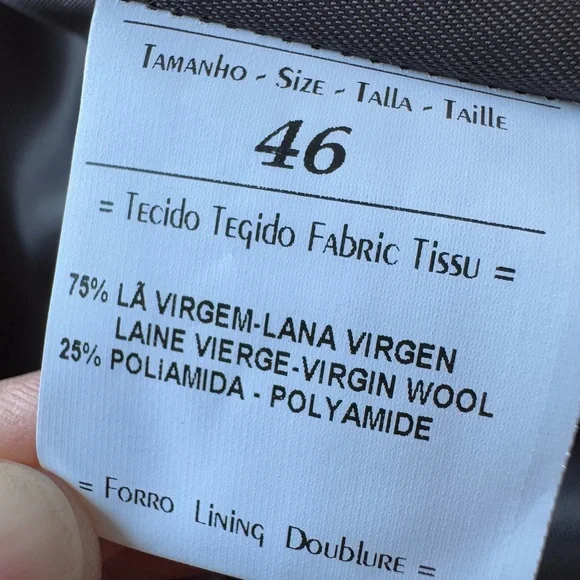 Tamanho - Size - Talla - Taille
46
= Tecido Tegido Fabric Tissu =
75% LÃ VIRGEM-LANA VIRGEN
LAINE VIERGE-VIRGIN WOOL
25% POLIAMIDA - POLYAMIDE
= Forro Lining Doublure =